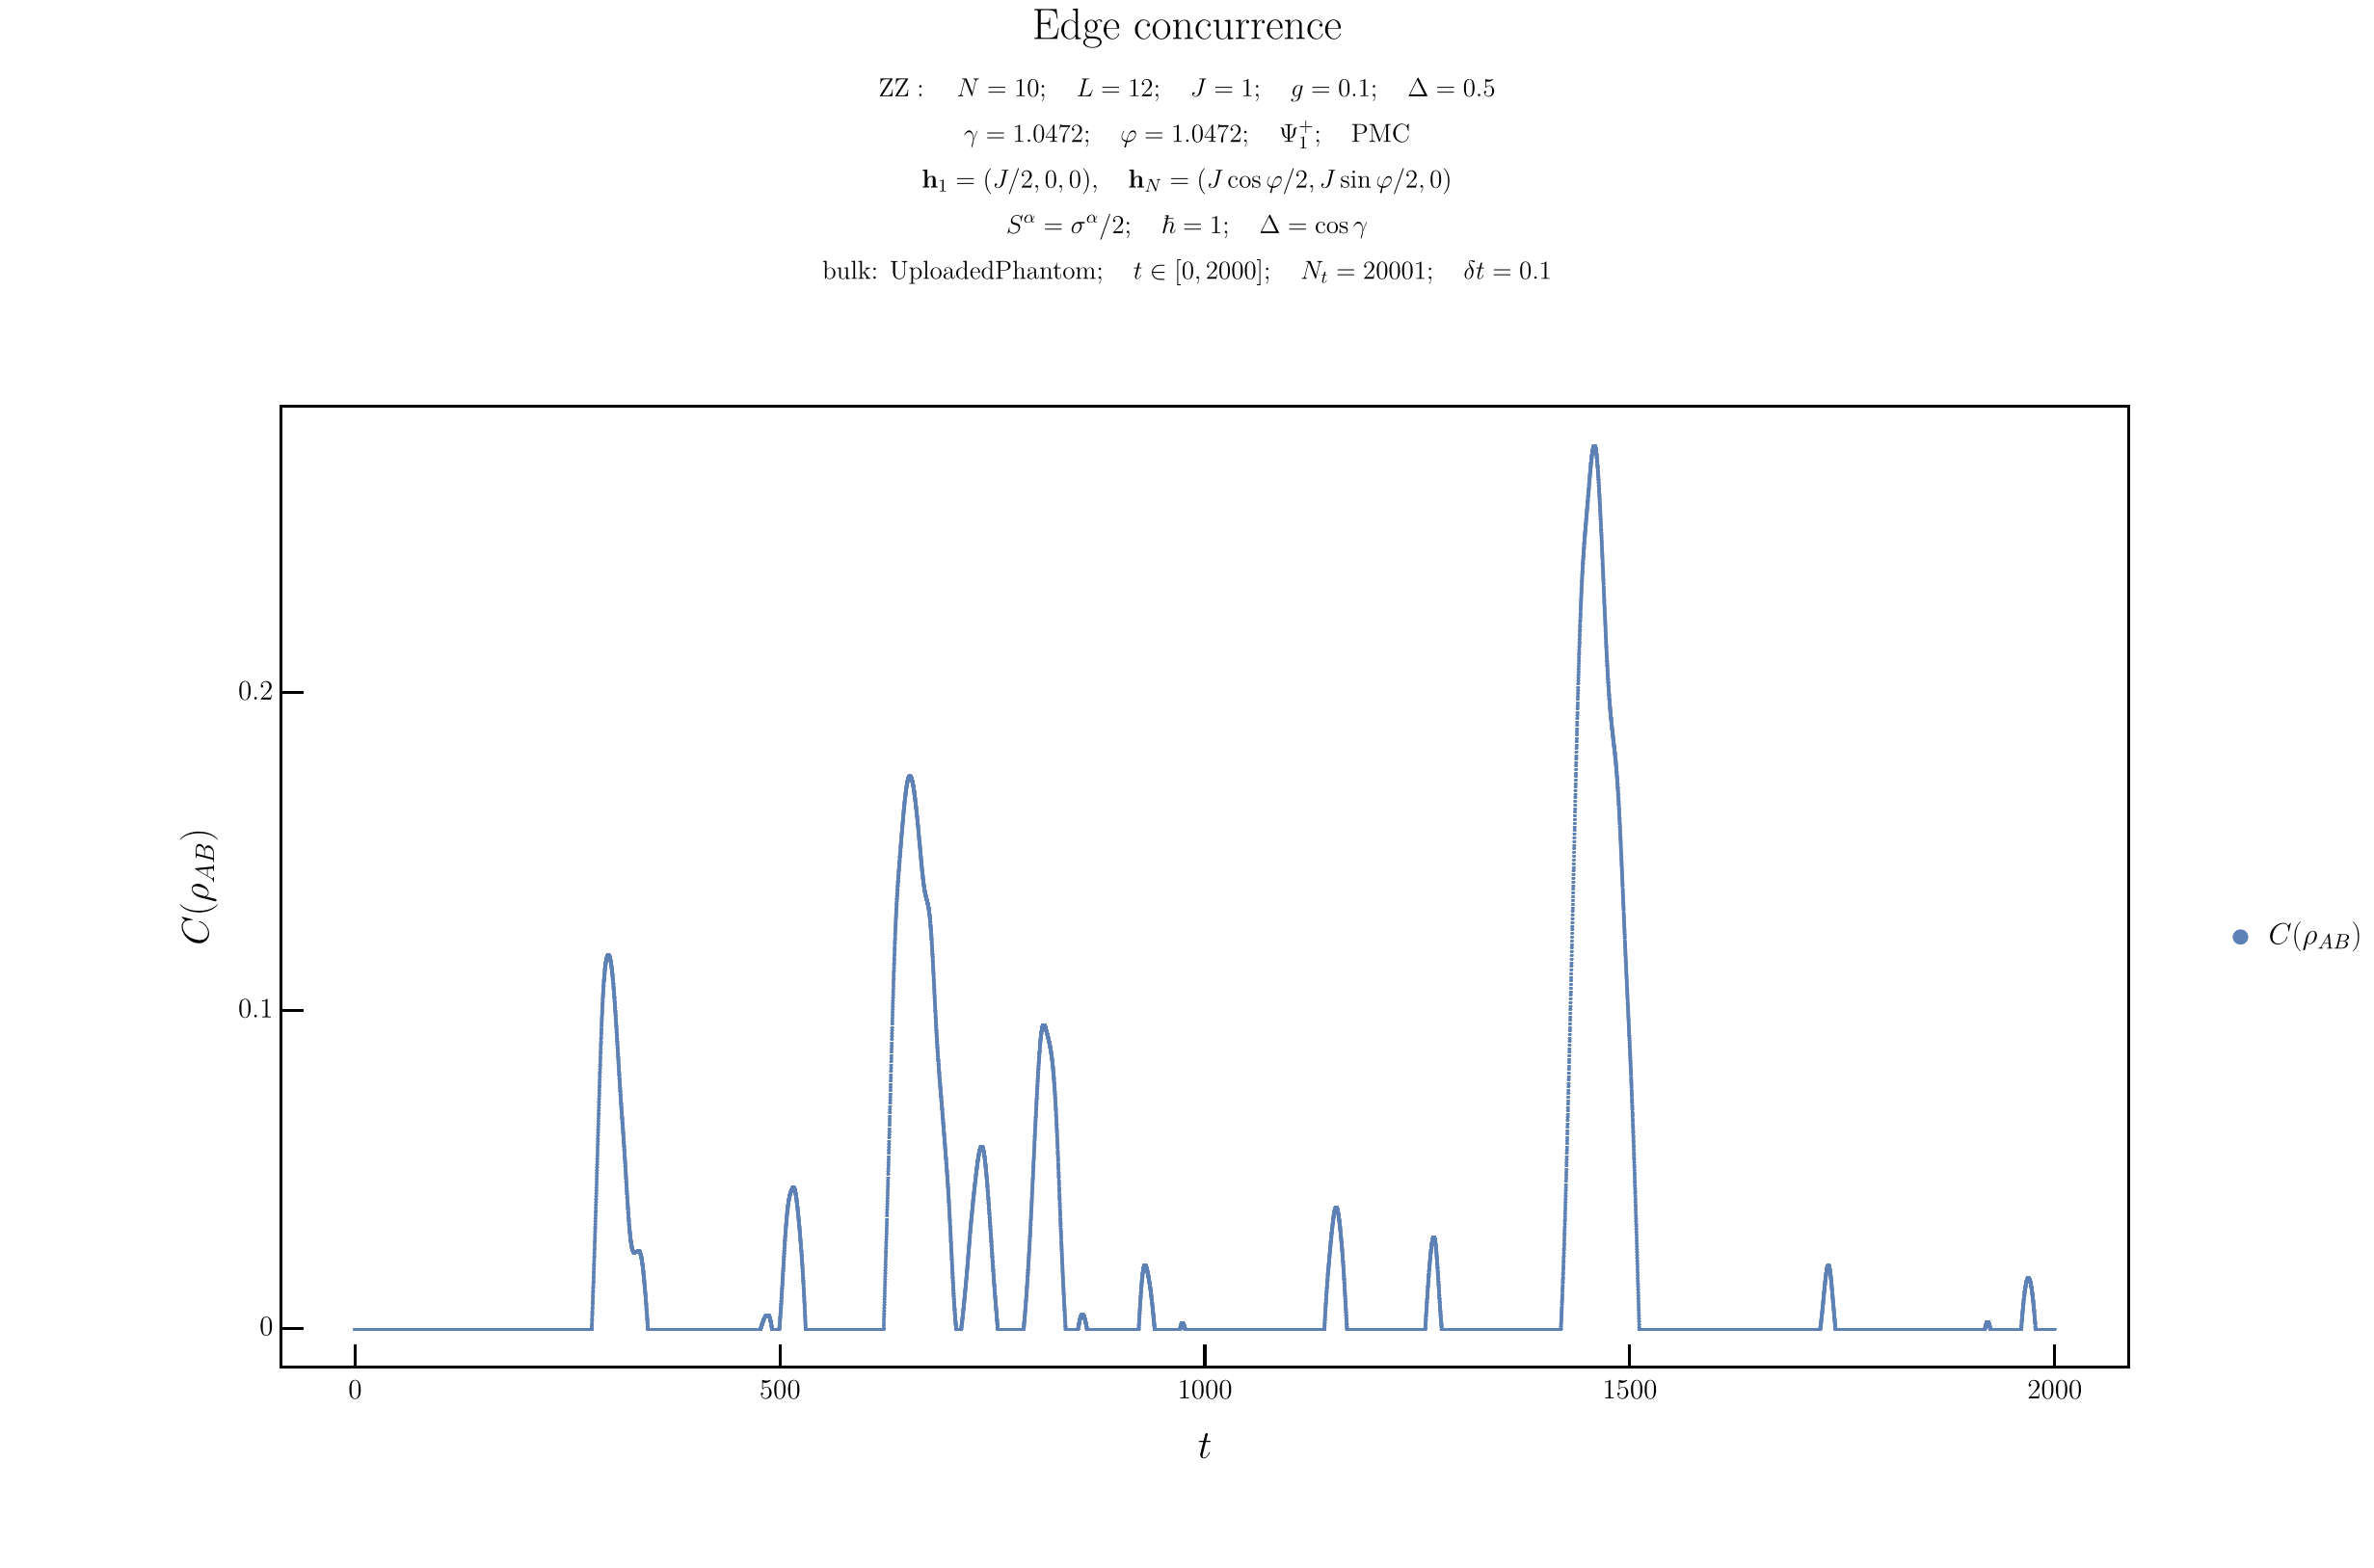 Edge concurrence
ZZ : N = 10; L = 12; J = 1; g = 0.1; Δ = 0.5
γ = 1.0472; φ = 1.0472; Ψ₁⁺; PMC
𝐡₁ = (J/2, 0, 0), 𝐡_N = (J cos φ/2, J sin φ/2, 0)
S^α = σ^α/2; ℏ = 1; Δ = cos γ
bulk: UploadedPhantom; t ∈ [0, 2000]; N_t = 20001; δt = 0.1
C(ρ_AB)
0.2
0.1
0
0 500 1000 1500 2000
t
C(ρ_AB)